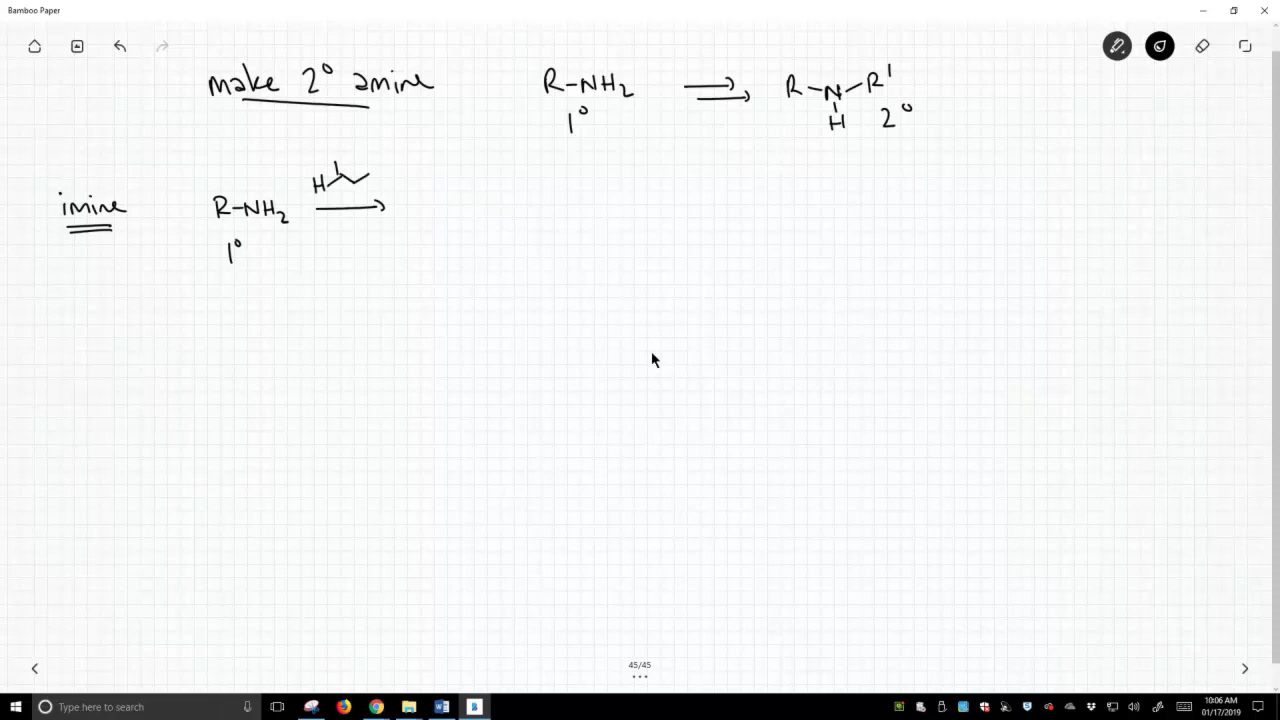 Bamboo Paper
make 2° amine R-NH₂ R-N-R'
1° H 2°
H
imine R-NH₂
1°
45/45
Type here to search
10:06 AM
01/17/2019